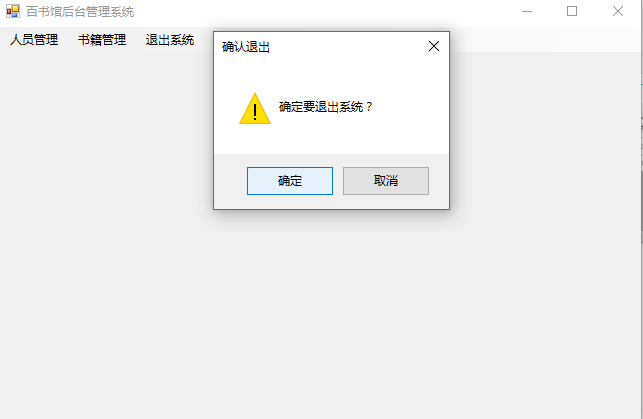 百书馆后台管理系统
人员管理 书籍管理 退出系统
确认退出
确定要退出系统？
确定 取消